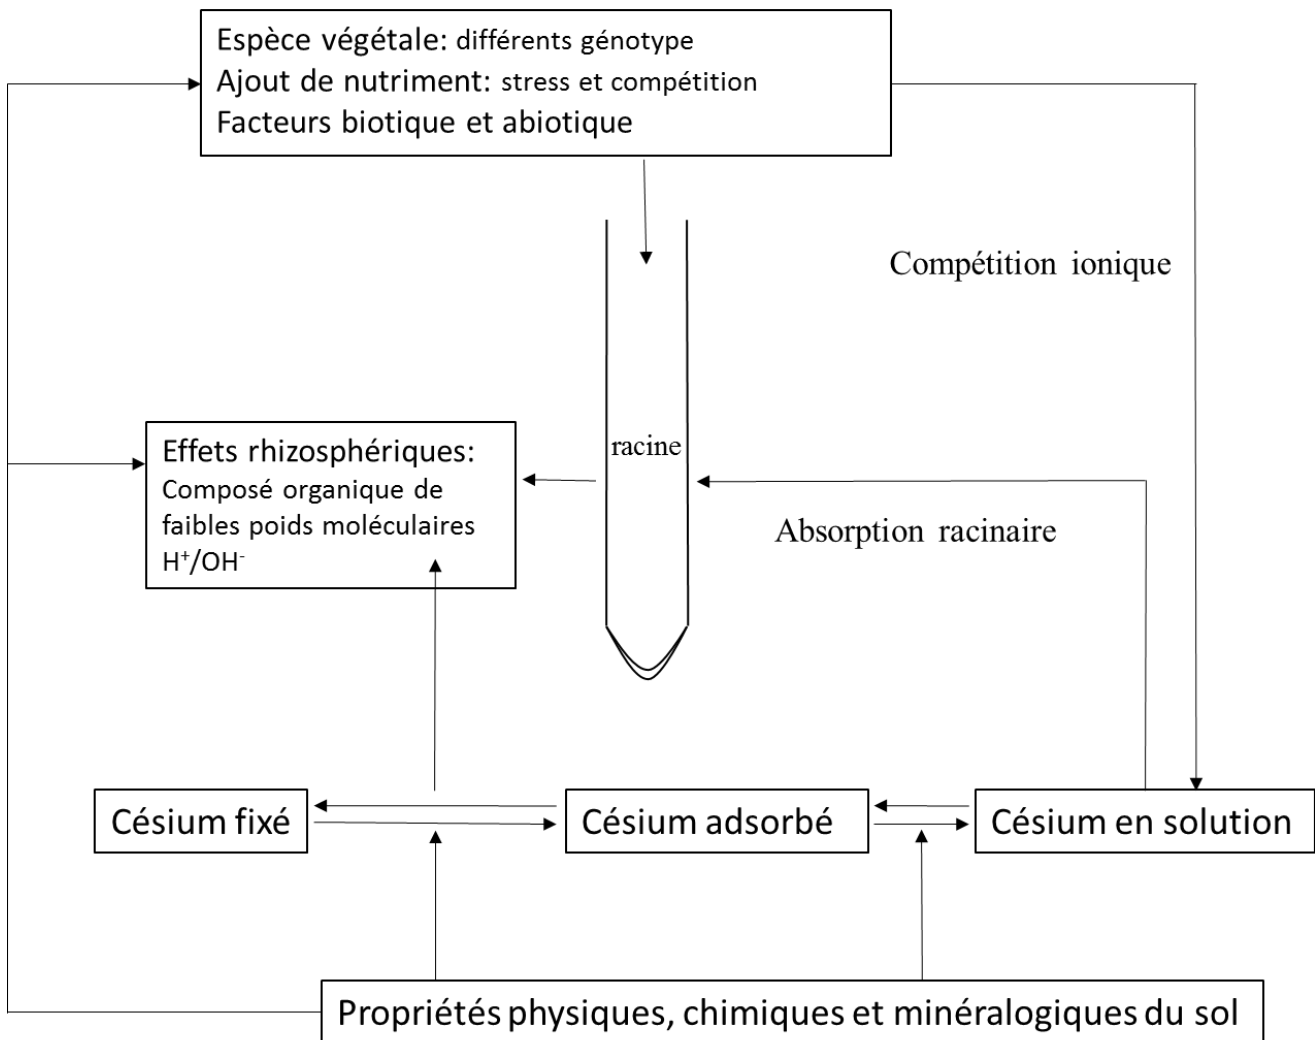 Espèce végétale: différents génotype
Ajout de nutriment: stress et compétition
Facteurs biotique et abiotique
Compétition ionique
racine
Effets rhizosphériques:
Composé organique de
faibles poids moléculaires
H⁺/OH⁻
Absorption racinaire
Césium fixé
Césium adsorbé
Césium en solution
Propriétés physiques, chimiques et minéralogiques du sol